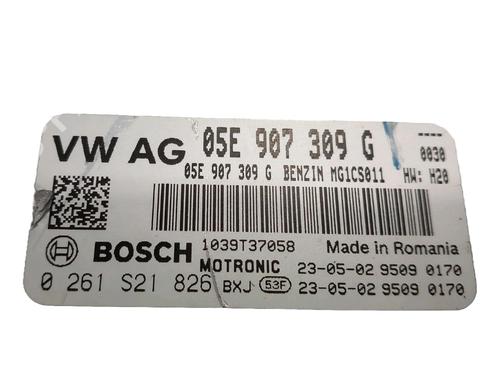 VW AG 05E 907 309 G ----
05E 907 309 G BENZIN MG1CS011 0030
HW: H20
BOSCH 1039T37058 Made in Romania
MOTRONIC 23-05-02 9509 0170
0 261 S21 826 BXJ 53F 23-05-02 9509 0170